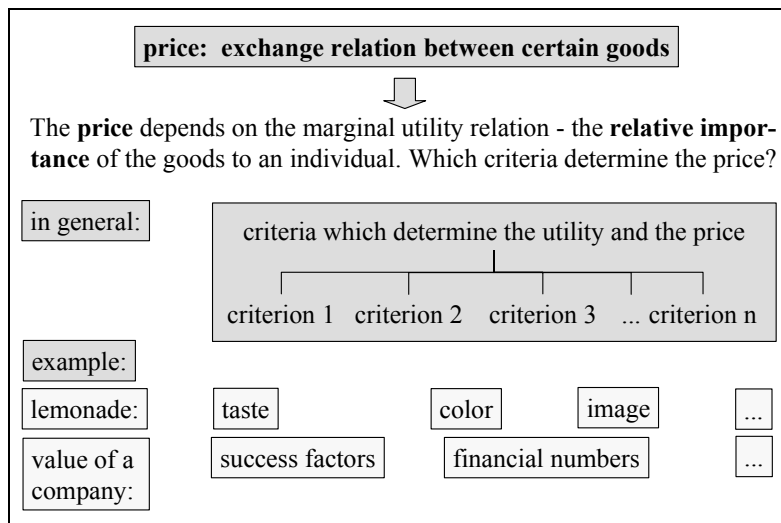 price: exchange relation between certain goods
The price depends on the marginal utility relation - the relative impor-
tance of the goods to an individual. Which criteria determine the price?
in general:
criteria which determine the utility and the price
criterion 1 criterion 2 criterion 3 ... criterion n
example:
lemonade: taste color image ...
value of a success factors financial numbers ...
company: